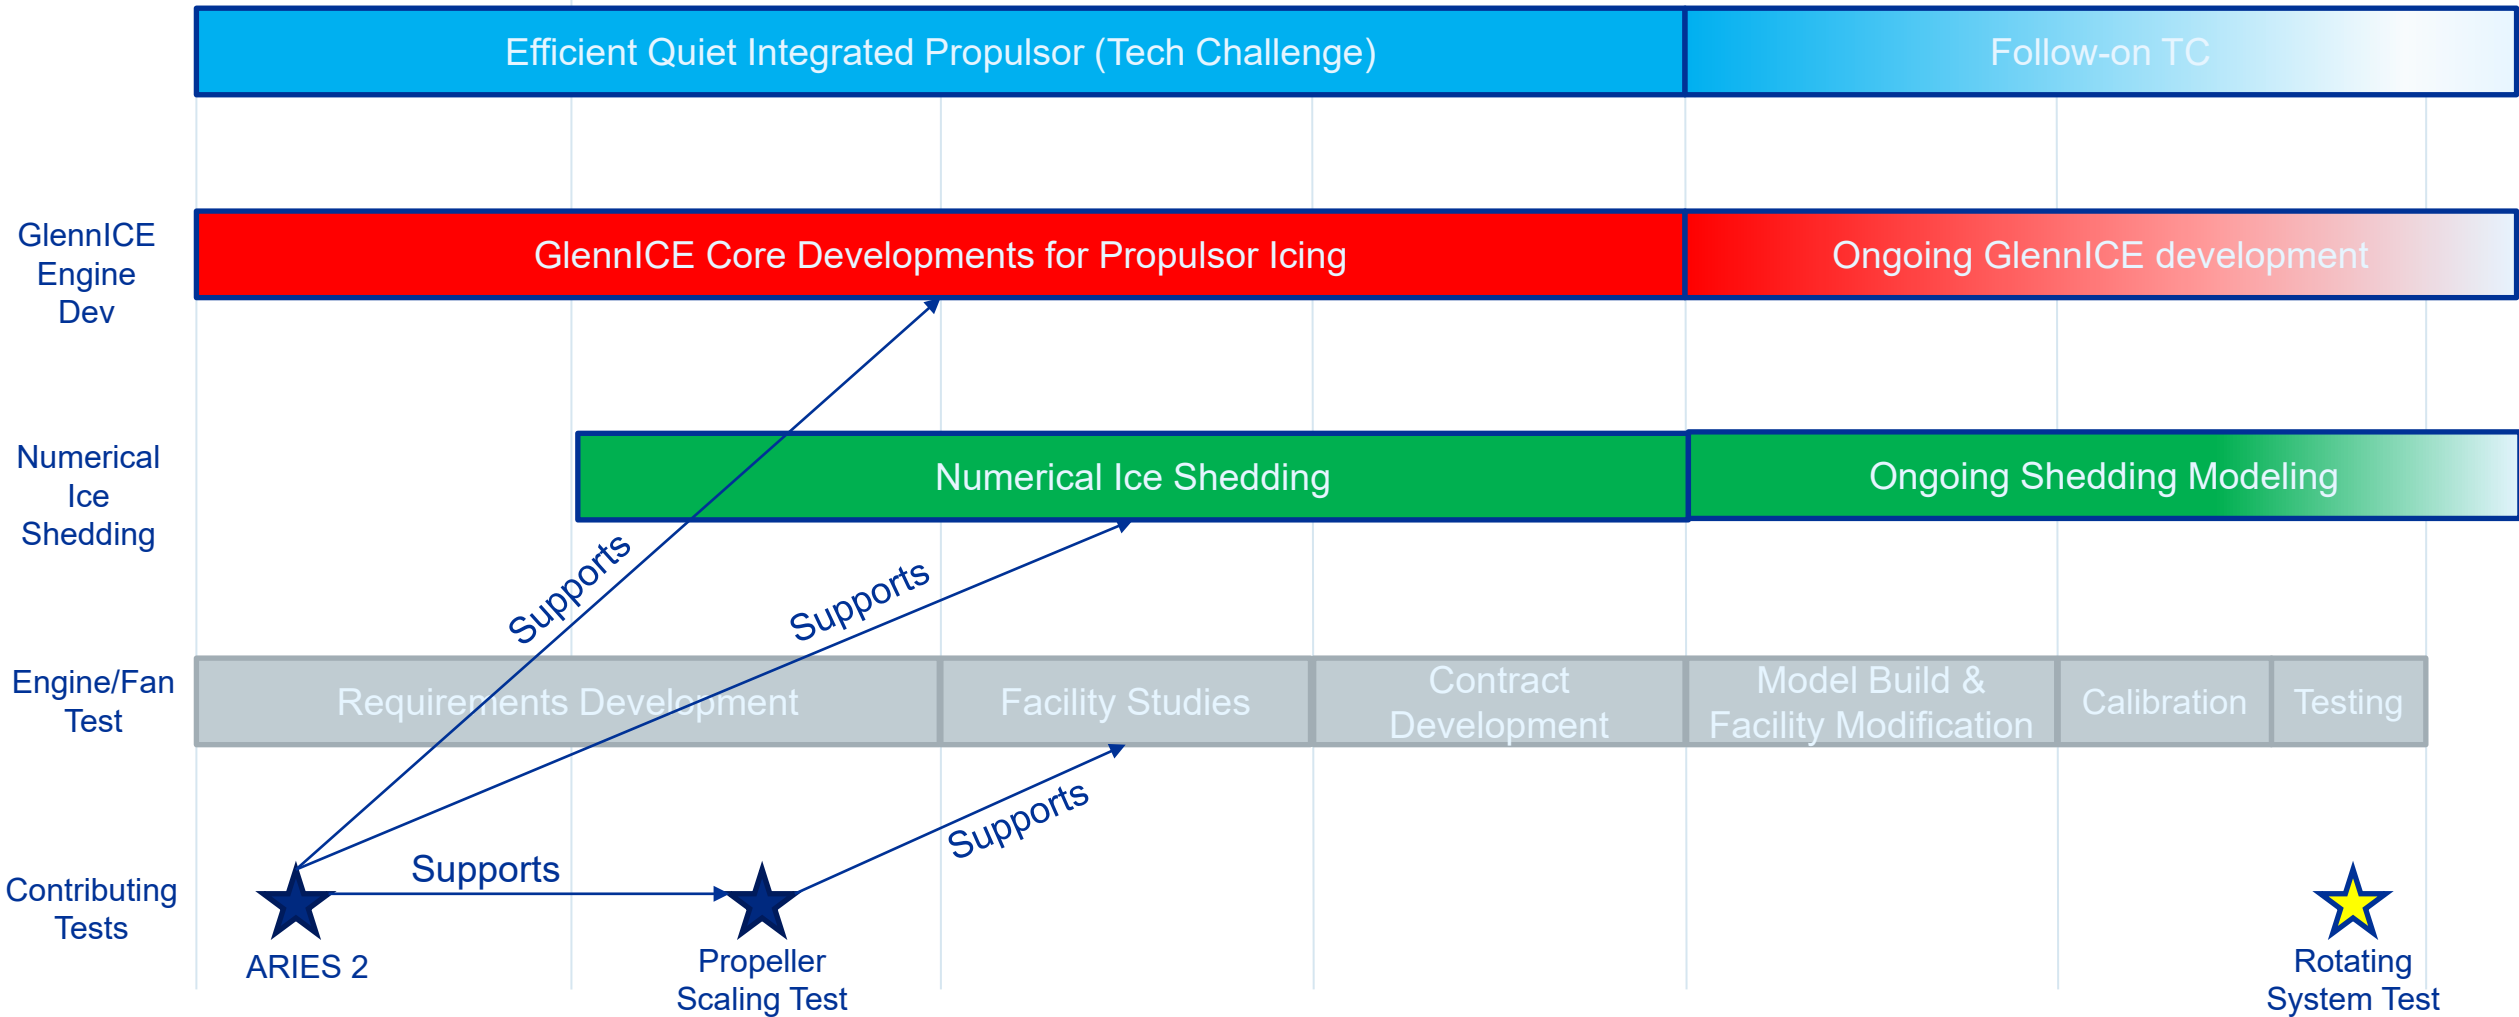 Efficient Quiet Integrated Propulsor (Tech Challenge)
Follow-on TC
GlennICE
Engine
Dev
GlennICE Core Developments for Propulsor Icing
Ongoing GlennICE development
Numerical
Ice
Shedding
Numerical Ice Shedding
Ongoing Shedding Modeling
Supports
Supports
Engine/Fan
Test
Requirements Development
Facility Studies
Contract
Development
Model Build &
Facility Modification
Calibration
Testing
Supports
Contributing
Tests
Supports
ARIES 2
Propeller
Scaling Test
Rotating
System Test